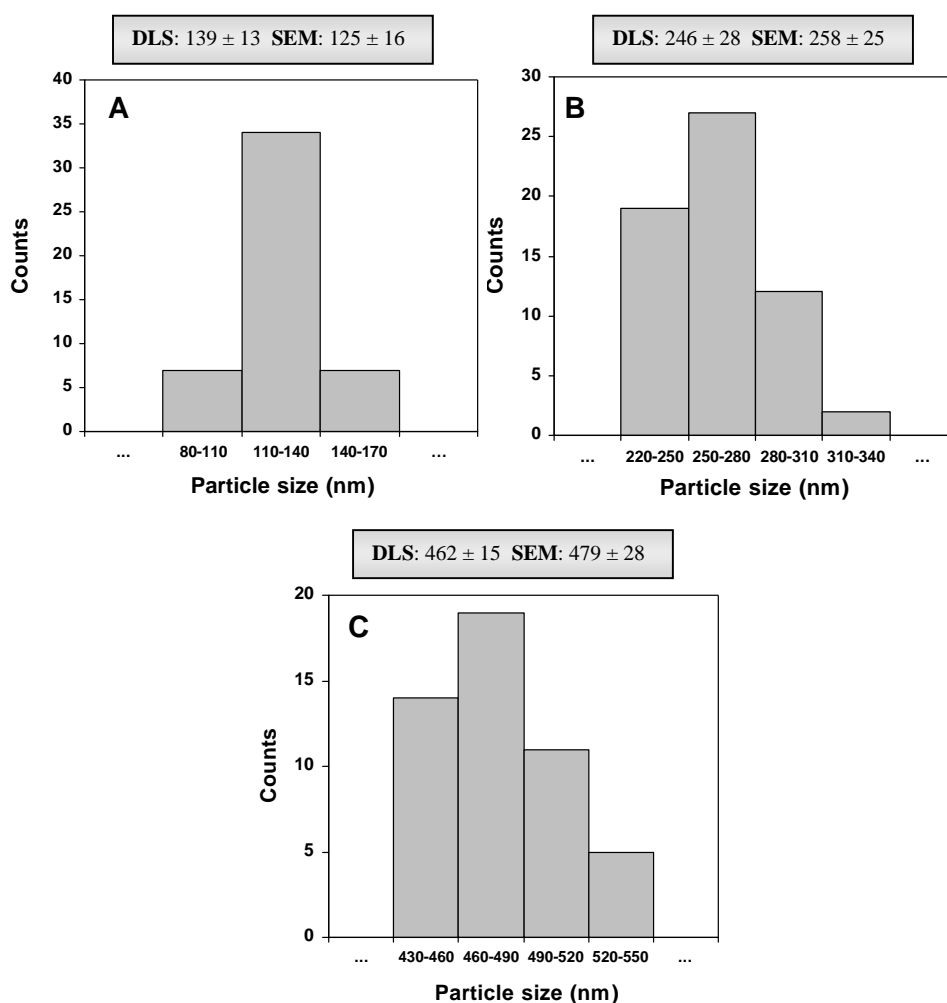 DLS: 139 ± 13 SEM: 125 ± 16
A
40
35
30
25
20
15
10
5
0
Counts
... 80-110 110-140 140-170 ...
Particle size (nm)
DLS: 246 ± 28 SEM: 258 ± 25
B
30
25
20
15
10
5
0
Counts
... 220-250 250-280 280-310 310-340 ...
Particle size (nm)
DLS: 462 ± 15 SEM: 479 ± 28
C
20
15
10
5
0
Counts
... 430-460 460-490 490-520 520-550 ...
Particle size (nm)